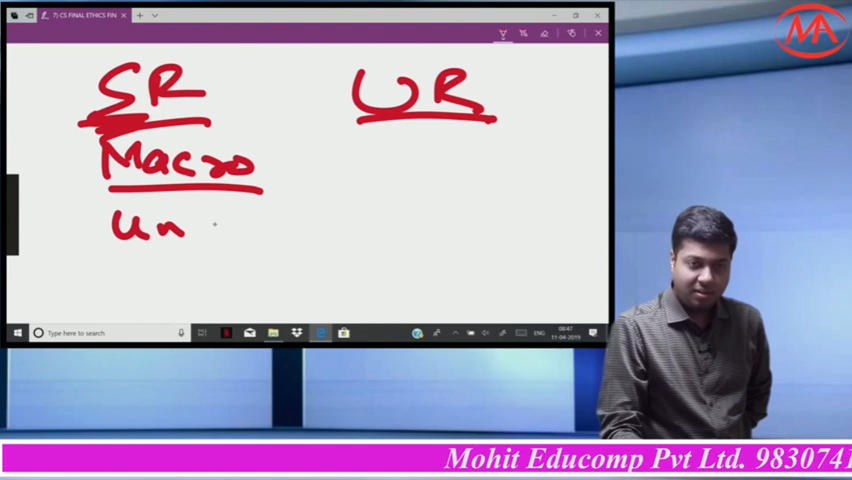 7) CS FINAL ETHICS FIN
SR
UR
Macro
un
Type here to search
ENG
08:47
11-04-2019
MA
Mohit Educomp Pvt Ltd. 9830741